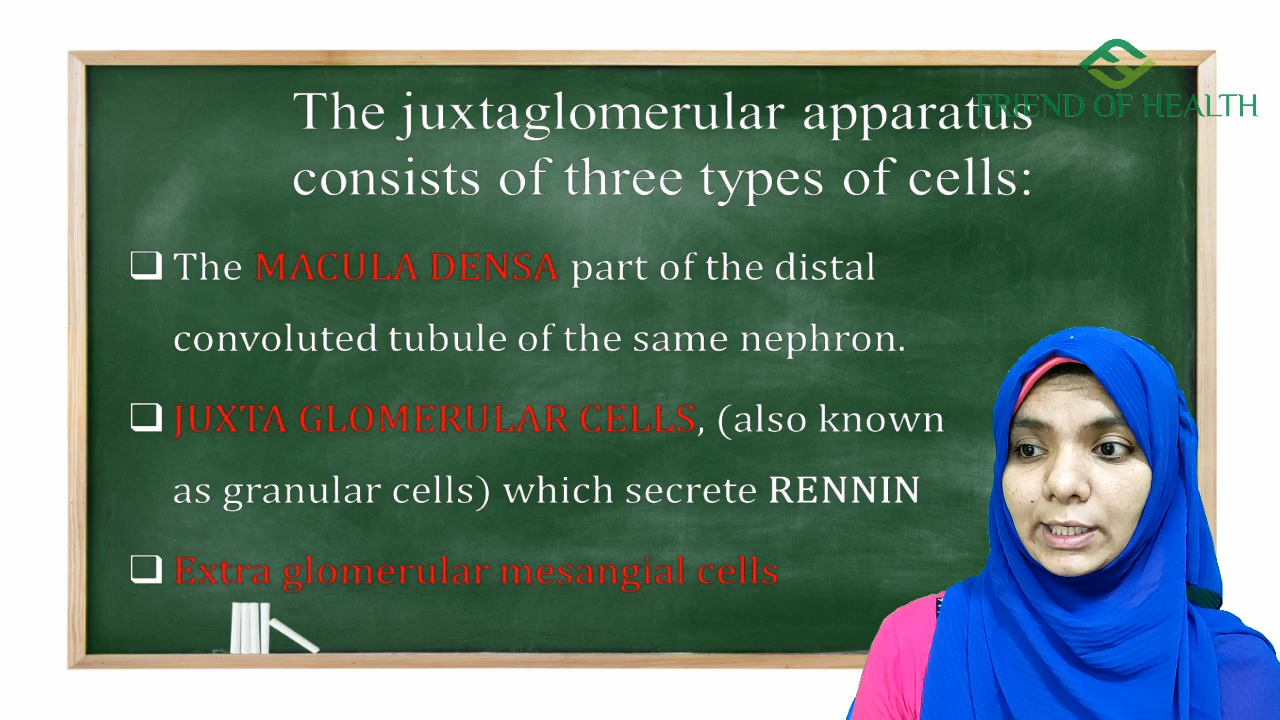 FRIEND OF HEALTH
The juxtaglomerular apparatus
consists of three types of cells:
The MACULA DENSA part of the distal
convoluted tubule of the same nephron.
JUXTA GLOMERULAR CELLS, (also known
as granular cells) which secrete RENNIN
Extra glomerular mesangial cells